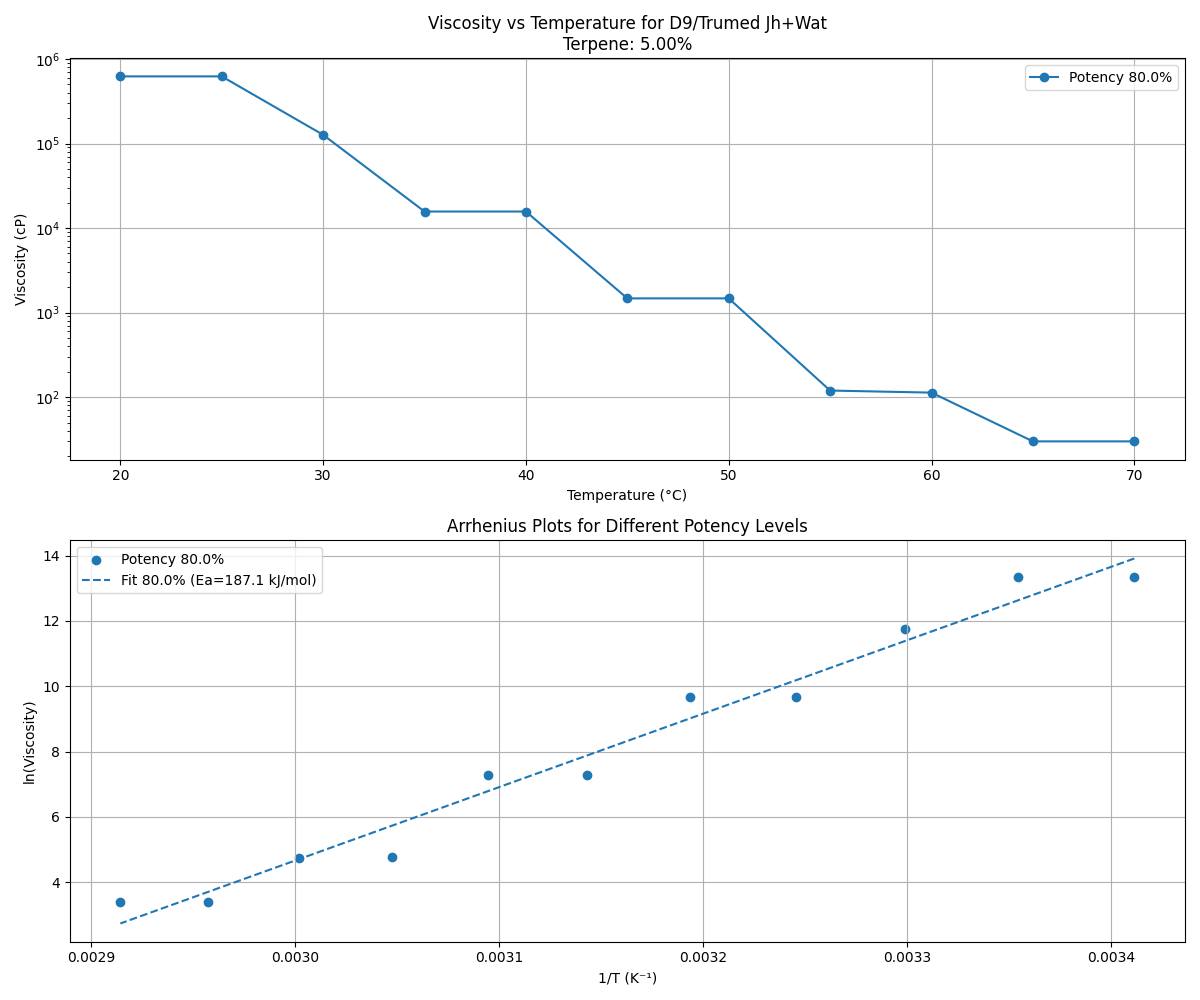 Viscosity vs Temperature for D9/Trumed Jh+Wat
Terpene: 5.00%
Potency 80.0%
10⁶
10⁵
10⁴
10³
10²
Viscosity (cP)
20 30 40 50 60 70
Temperature (°C)
Arrhenius Plots for Different Potency Levels
Potency 80.0%
Fit 80.0% (Ea=187.1 kJ/mol)
14
12
10
8
6
4
ln(Viscosity)
0.0029 0.0030 0.0031 0.0032 0.0033 0.0034
1/T (K⁻¹)